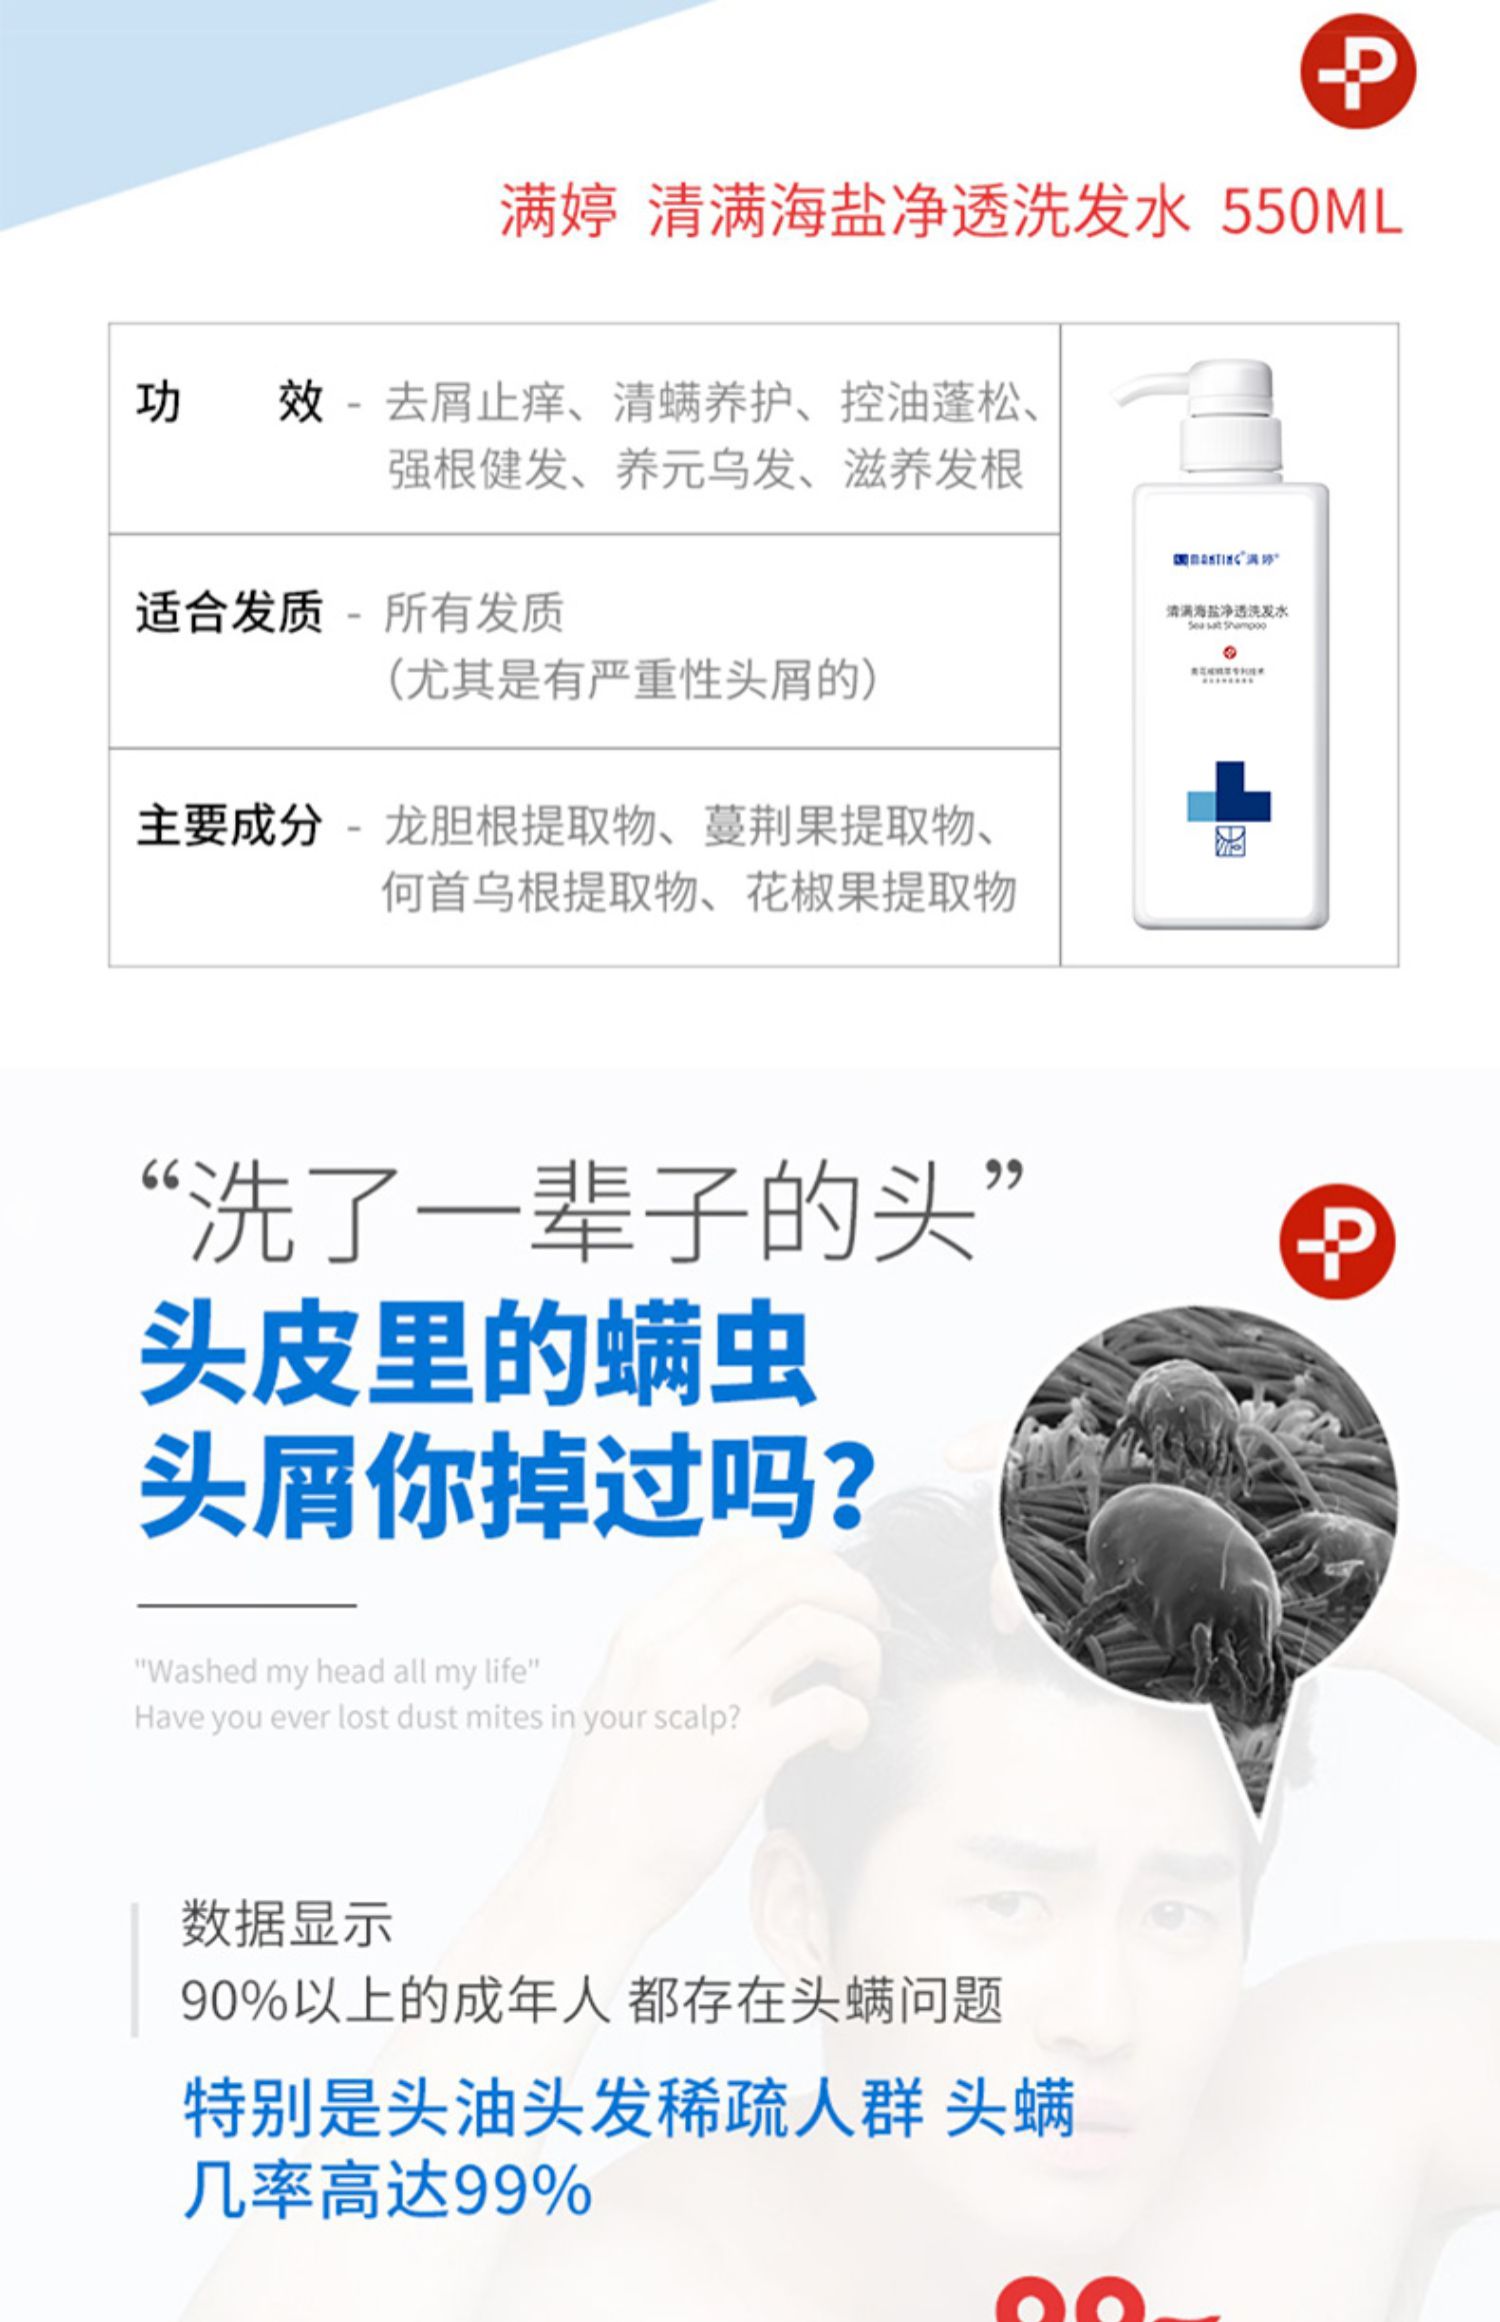 满婷 清满海盐净透洗发水 550ML
功 效 - 去屑止痒、清螨养护、控油蓬松、
强根健发、养元乌发、滋养发根
适合发质 - 所有发质
（尤其是有严重性头屑的）
主要成分 - 龙胆根提取物、蔓荆果提取物、
何首乌根提取物、花椒果提取物
MANTING®满婷®
清满海盐净透洗发水
Sea salt Shampoo
“洗了一辈子的头”
头皮里的螨虫
头屑你掉过吗?
"Washed my head all my life"
Have you ever lost dust mites in your scalp?
数据显示
90%以上的成年人 都存在头螨问题
特别是头油头发稀疏人群 头螨
几率高达99%